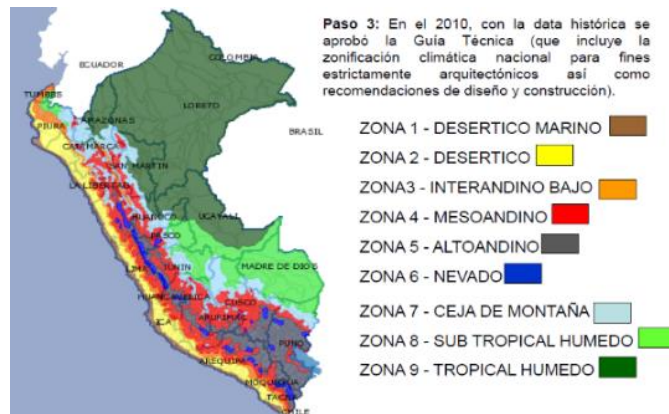 Paso 3: En el 2010, con la data histórica se
aprobó la Guía Técnica (que incluye la
zonificación climática nacional para fines
estrictamente arquitectónicos así como
recomendaciones de diseño y construcción).
ZONA 1 - DESERTICO MARINO
ZONA 2 - DESERTICO
ZONA3 - INTERANDINO BAJO
ZONA 4 - MESOANDINO
ZONA 5 - ALTOANDINO
ZONA 6 - NEVADO
ZONA 7 - CEJA DE MONTAÑA
ZONA 8 - SUB TROPICAL HUMEDO
ZONA 9 - TROPICAL HUMEDO
ECUADOR
COLOMBIA
TUMBES
LORETO
PIURA
AMAZONAS
BRASIL
CAJAMARCA
SAN MARTIN
LA LIBERTAD
HUANUCO
UCAYALI
PASCO
LIMA
JUNIN
MADRE DE DIOS
HUANCAVELICA
CUSCO
ICA
APURIMAC
PUNO
AREQUIPA
MOQUEGUA
TACNA
CHILE